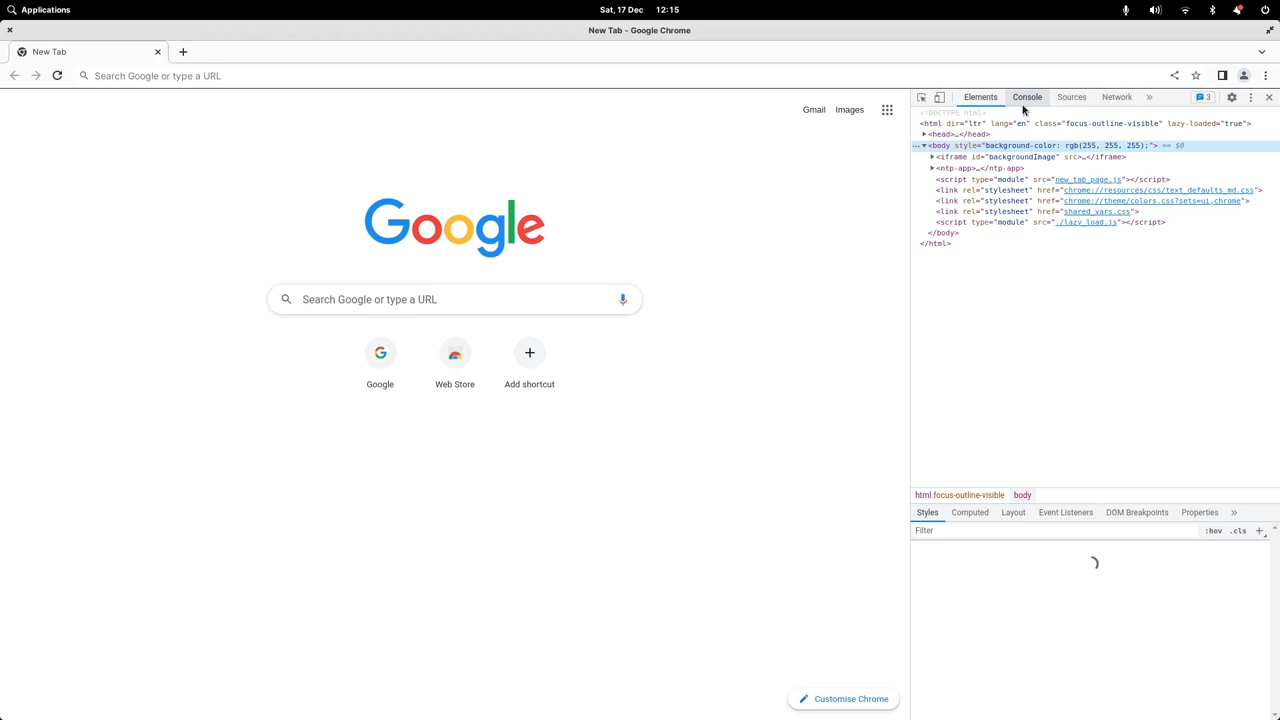 Applications
Sat, 17 Dec 12:15
New Tab - Google Chrome
New Tab
Search Google or type a URL
Gmail Images
Google
Search Google or type a URL
Google Web Store Add shortcut
Customise Chrome
Elements Console Sources Network » 3
<!DOCTYPE html>
<html dir="ltr" lang="en" class="focus-outline-visible" lazy-loaded="true">
<head>…</head>
<body style="background-color: rgb(255, 255, 255);"> == $0
<iframe id="backgroundImage" src>…</iframe>
<ntp-app>…</ntp-app>
<script type="module" src="new_tab_page.js"></script>
<link rel="stylesheet" href="chrome://resources/css/text_defaults_md.css">
<link rel="stylesheet" href="chrome://theme/colors.css?sets=ui,chrome">
<link rel="stylesheet" href="shared_vars.css">
<script type="module" src="./lazy_load.js"></script>
</body>
</html>
html.focus-outline-visible body
Styles Computed Layout Event Listeners DOM Breakpoints Properties »
Filter :hov .cls +